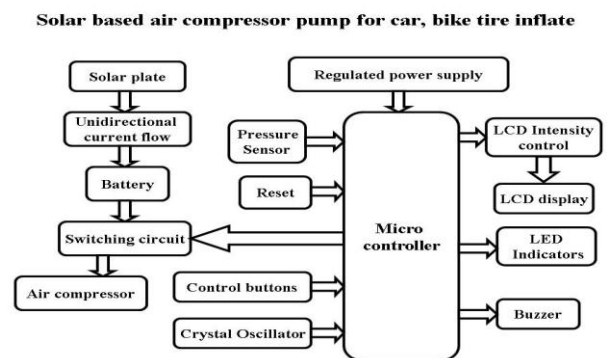 Solar based air compressor pump for car, bike tire inflate
Solar plate
Regulated power supply
Unidirectional
current flow
Pressure
Sensor
LCD Intensity
control
Battery
Reset
LCD display
Switching circuit
Micro
controller
LED
Indicators
Air compressor
Control buttons
Buzzer
Crystal Oscillator